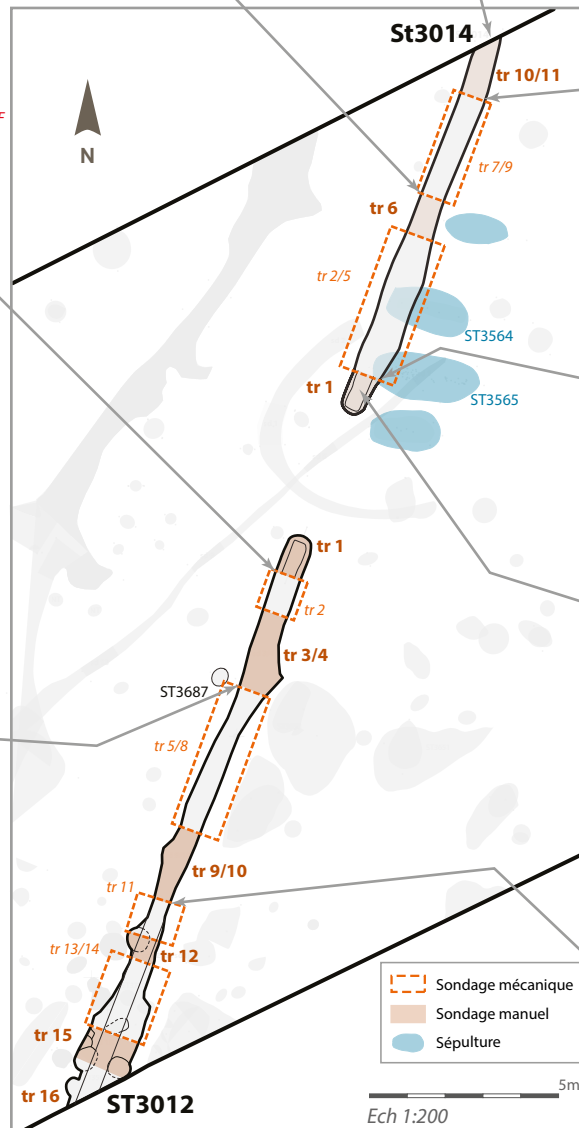 St3014
tr 10/11
N
tr 7/9
tr 6
tr 2/5
ST3564
tr 1
ST3565
tr 1
tr 2
tr 3/4
ST3687
tr 5/8
tr 9/10
tr 11
tr 12
tr 13/14
tr 15
tr 16
ST3012
Sondage mécanique
Sondage manuel
Sépulture
5m
Ech 1:200